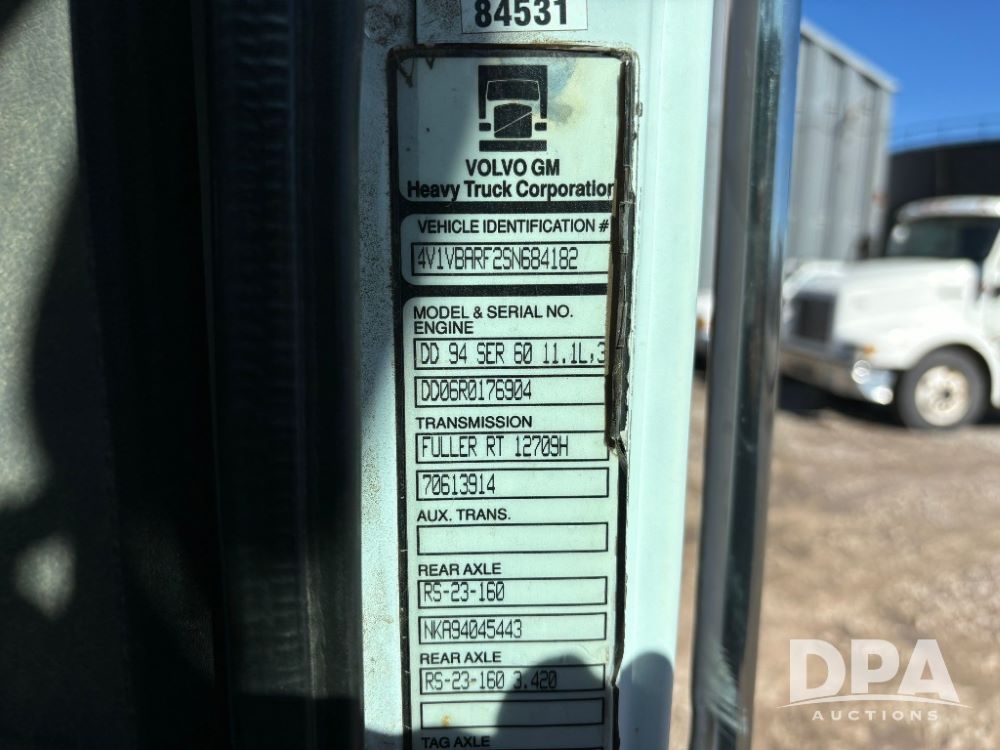 84531
VOLVO GM
Heavy Truck Corporation
VEHICLE IDENTIFICATION #
4V1VBARF2SN684182
MODEL & SERIAL NO.
ENGINE
DD 94 SER 60 11.1L,3
DD06R0176904
TRANSMISSION
FULLER RT 12709H
70613914
AUX. TRANS.
REAR AXLE
RS-23-160
NKA94045443
REAR AXLE
RS-23-160 3.420
TAG AXLE
DPA
AUCTIONS